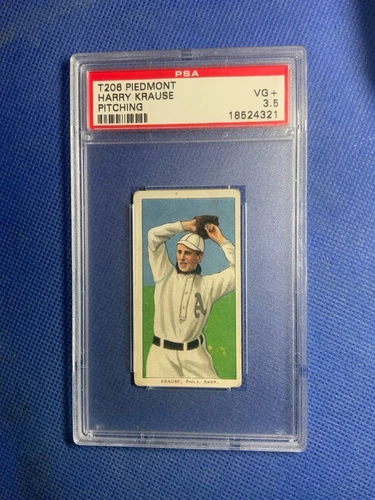 PSA
T206 PIEDMONT
HARRY KRAUSE
PITCHING
VG+
3.5
18524321
A
KRAUSE, PHILA. AMER.